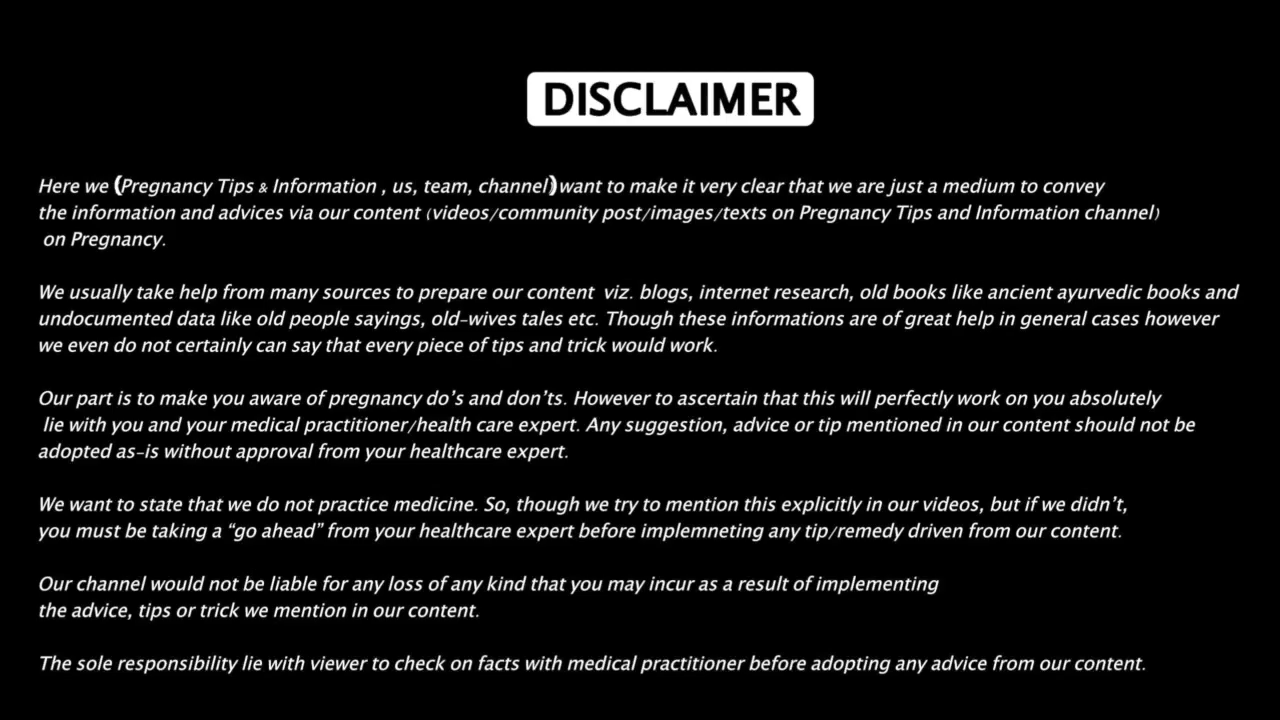 DISCLAIMER
Here we (Pregnancy Tips & Information , us, team, channel) want to make it very clear that we are just a medium to convey
the information and advices via our content (videos/community post/images/texts on Pregnancy Tips and Information channel)
on Pregnancy.
We usually take help from many sources to prepare our content viz. blogs, internet research, old books like ancient ayurvedic books and
undocumented data like old people sayings, old-wives tales etc. Though these informations are of great help in general cases however
we even do not certainly can say that every piece of tips and trick would work.
Our part is to make you aware of pregnancy do's and don'ts. However to ascertain that this will perfectly work on you absolutely
lie with you and your medical practitioner/health care expert. Any suggestion, advice or tip mentioned in our content should not be
adopted as-is without approval from your healthcare expert.
We want to state that we do not practice medicine. So, though we try to mention this explicitly in our videos, but if we didn't,
you must be taking a “go ahead” from your healthcare expert before implemneting any tip/remedy driven from our content.
Our channel would not be liable for any loss of any kind that you may incur as a result of implementing
the advice, tips or trick we mention in our content.
The sole responsibility lie with viewer to check on facts with medical practitioner before adopting any advice from our content.